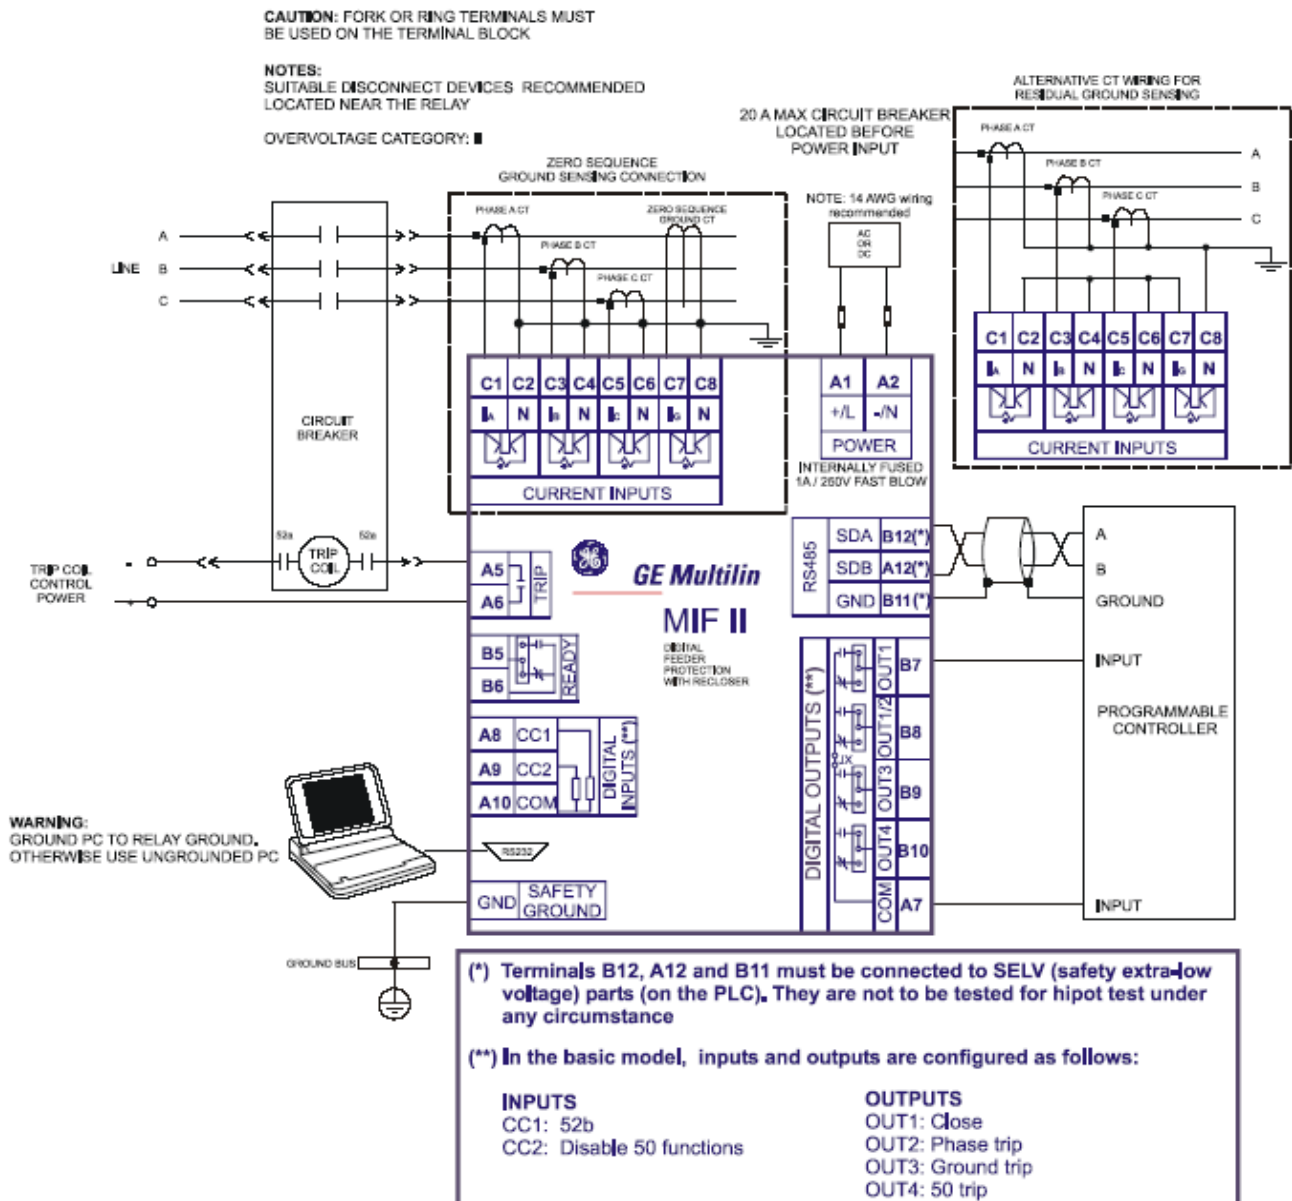 CAUTION: FORK OR RING TERMINALS MUST
BE USED ON THE TERMINAL BLOCK
NOTES:
SUITABLE DISCONNECT DEVICES RECOMMENDED
LOCATED NEAR THE RELAY
OVERVOLTAGE CATEGORY:
ZERO SEQUENCE
GROUND SENSING CONNECTION
PHASE A CT
PHASE B CT
PHASE C CT
ZERO SEQUENCE
GROUND CT
20 A MAX CIRCUIT BREAKER
LOCATED BEFORE
POWER INPUT
NOTE: 14 AWG wiring
recommended
AC
OR
DC
ALTERNATIVE CT WIRING FOR
RESIDUAL GROUND SENSING
PHASE A CT
PHASE B CT
PHASE C CT
A
B
C
C1 C2 C3 C4 C5 C6 C7 C8
IA N IB N IC N IG N
CURRENT INPUTS
A
LINE B
C
CIRCUIT
BREAKER
C1 C2 C3 C4 C5 C6 C7 C8
IA N IB N IC N IG N
CURRENT INPUTS
A1 A2
+/L -/N
POWER
INTERNALLY FUSED
1A / 250V FAST BLOW
52a
TRIP
COIL
52a
TRIP COIL
CONTROL
POWER
-
+
A5
A6
TRIP
B5
B6
READY
A8 CC1
A9 CC2
A10 COM
DIGITAL
INPUTS (**)
RS232
GND
SAFETY
GROUND
GE Multilin
MIF II
DIGITAL
FEEDER
PROTECTION
WITH RECLOSER
RS485
SDA B12(*)
SDB A12(*)
GND B11(*)
DIGITAL OUTPUTS (**)
JX
OUT1 B7
OUT1/2 B8
OUT3 B9
OUT4 B10
COM A7
A
B
GROUND
INPUT
PROGRAMMABLE
CONTROLLER
INPUT
WARNING:
GROUND PC TO RELAY GROUND.
OTHERWISE USE UNGROUNDED PC
GROUND BUS
(*) Terminals B12, A12 and B11 must be connected to SELV (safety extra-low
voltage) parts (on the PLC). They are not to be tested for hipot test under
any circumstance
(**) In the basic model, inputs and outputs are configured as follows:
INPUTS
CC1: 52b
CC2: Disable 50 functions
OUTPUTS
OUT1: Close
OUT2: Phase trip
OUT3: Ground trip
OUT4: 50 trip